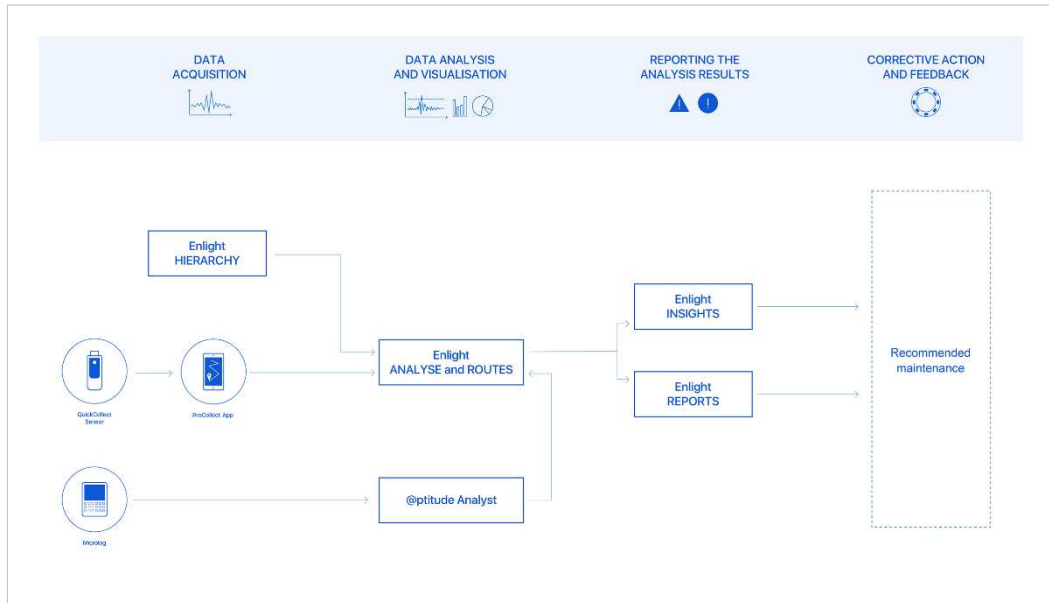 DATA
ACQUISITION
DATA ANALYSIS
AND VISUALISATION
REPORTING THE
ANALYSIS RESULTS
CORRECTIVE ACTION
AND FEEDBACK
Enlight
HIERARCHY
Enlight
INSIGHTS
Enlight
ANALYSE and ROUTES
Recommended
maintenance
Enlight
REPORTS
QuickCollect
Sensor
ProCollect App
@ptitude Analyst
Microlog